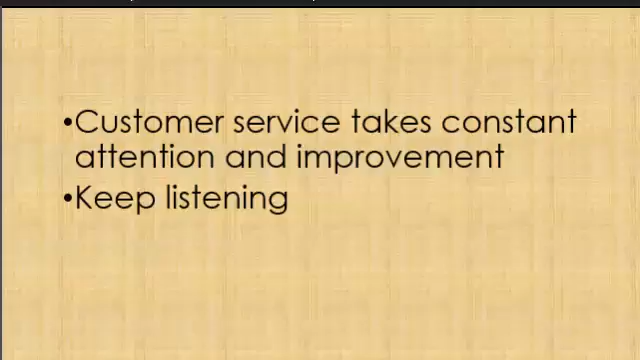 •Customer service takes constant
attention and improvement
•Keep listening